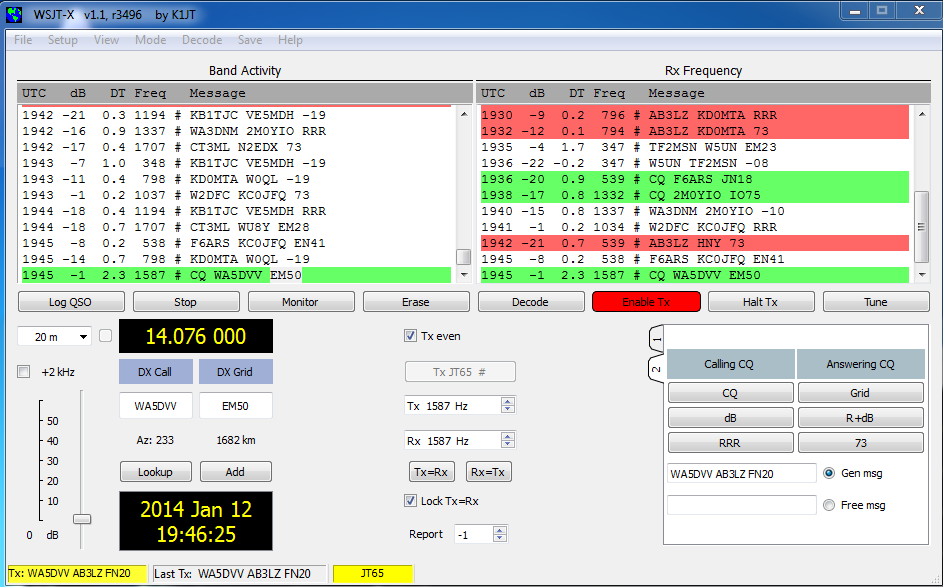 WSJT-X   v1.1, r3496    by K1JT
File   Setup   View   Mode   Decode   Save   Help
Band Activity
UTC   dB   DT Freq   Message
1942 -21  0.3 1194 # KB1TJC VE5MDH -19
1942 -16  0.9 1337 # WA3DNM 2M0YIO RRR
1942 -17  0.4 1707 # CT3ML N2EDX 73
1943  -7  1.0  348 # KB1TJC VE5MDH -19
1943 -11  0.4  798 # KD0MTA W0QL -19
1943  -1  0.2 1037 # W2DFC KC0JFQ 73
1944 -18  0.4 1194 # KB1TJC VE5MDH RRR
1944 -18  0.7 1707 # CT3ML WU8Y EM28
1945  -8  0.2  538 # F6ARS KC0JFQ EN41
1945 -14  0.7  798 # KD0MTA W0QL -19
1945  -1  2.3 1587 # CQ WA5DVV EM50
Rx Frequency
UTC   dB   DT Freq   Message
1930  -9  0.2  796 # AB3LZ KD0MTA RRR
1932 -12  0.1  794 # AB3LZ KD0MTA 73
1935  -4  1.7  347 # TF2MSN W5UN EM23
1936 -22 -0.2  347 # W5UN TF2MSN -08
1936 -20  0.9  539 # CQ F6ARS JN18
1938 -17  0.8 1332 # CQ 2M0YIO IO75
1940 -15  0.8 1337 # WA3DNM 2M0YIO -10
1941  -1  0.2 1034 # W2DFC KC0JFQ RRR
1942 -21  0.7  539 # AB3LZ HNY 73
1945  -8  0.2  538 # F6ARS KC0JFQ EN41
1945  -1  2.3 1587 # CQ WA5DVV EM50
Log QSO   Stop   Monitor   Erase   Decode   Enable Tx   Halt Tx   Tune
20 m
14.076 000
+2 kHz
DX Call   DX Grid
WA5DVV   EM50
Az: 233   1682 km
Lookup   Add
2014 Jan 12
19:46:25
50
40
30
20
10
0   dB
Tx even
Tx JT65  #
Tx  1587  Hz
Rx  1587  Hz
Tx=Rx   Rx=Tx
Lock Tx=Rx
Report   -1
1
2
Calling CQ   Answering CQ
CQ   Grid
dB   R+dB
RRR   73
WA5DVV AB3LZ FN20   Gen msg
Free msg
Tx:  WA5DVV AB3LZ FN20   Last Tx:  WA5DVV AB3LZ FN20   JT65